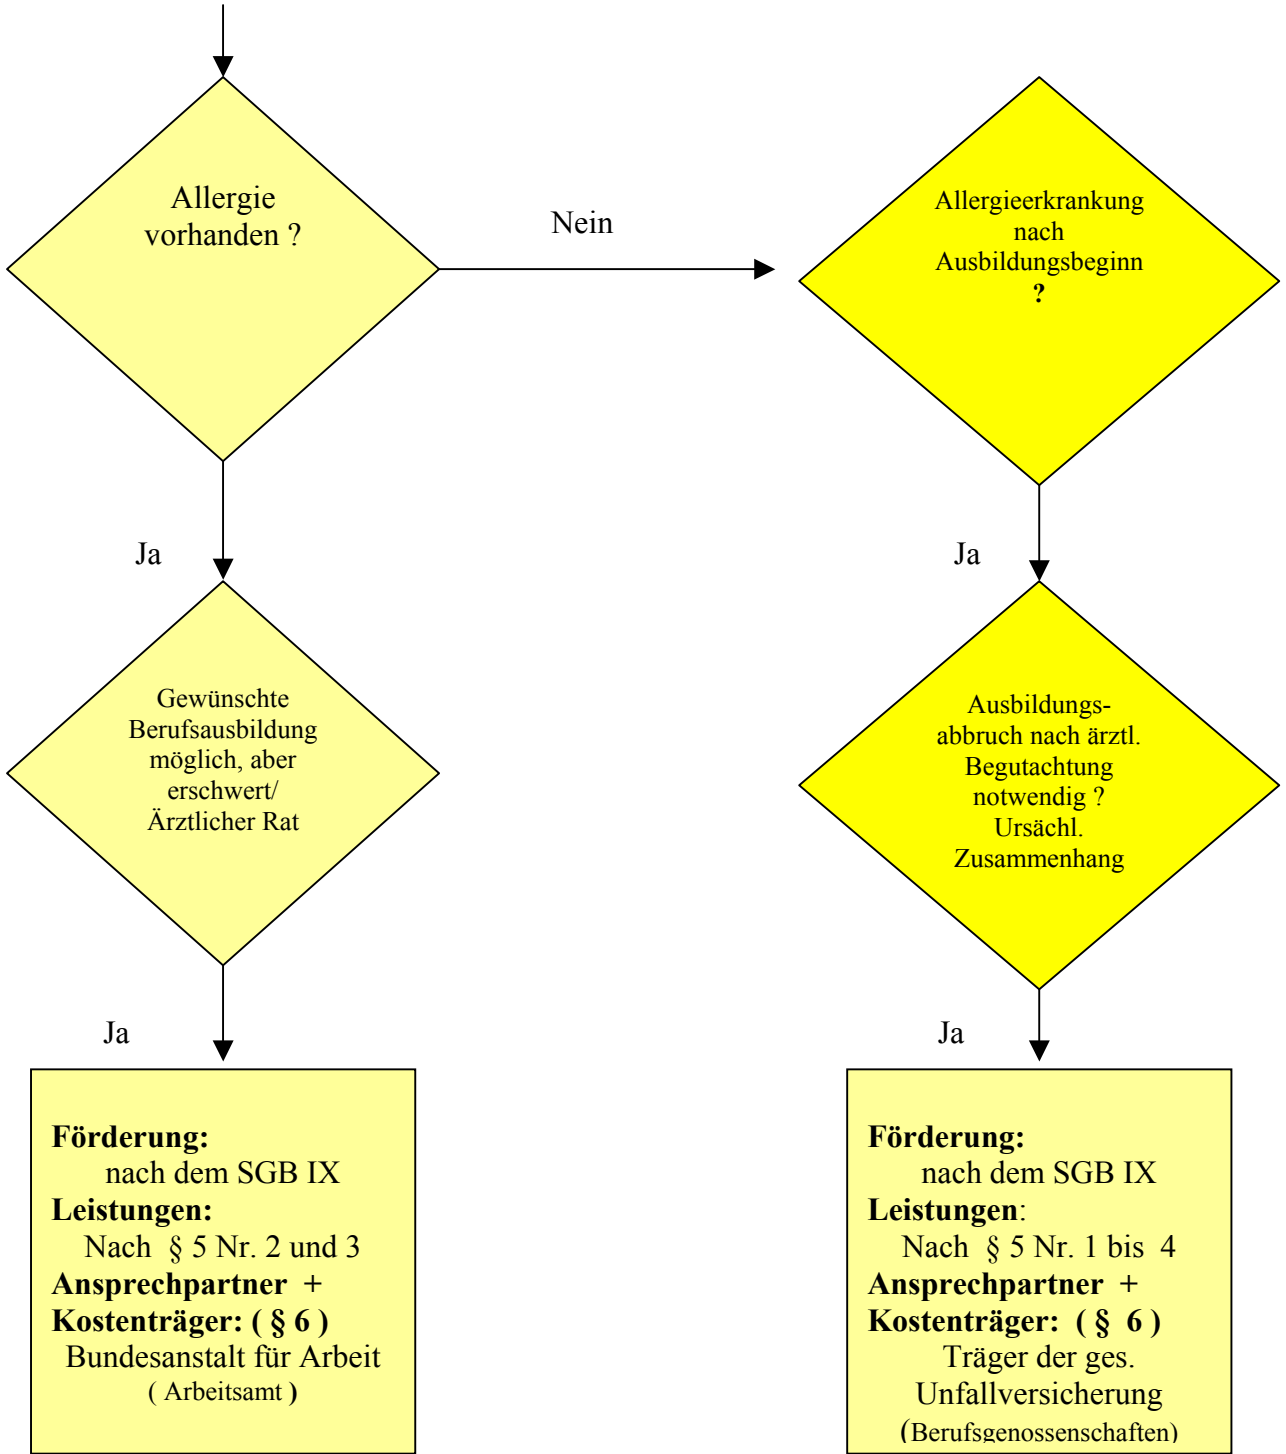 Allergie
vorhanden ?
Nein
Allergieerkrankung
nach
Ausbildungsbeginn
?
Ja
Ja
Gewünschte
Berufsausbildung
möglich, aber
erschwert/
Ärztlicher Rat
Ausbildungs-
abbruch nach ärztl.
Begutachtung
notwendig ?
Ursächl.
Zusammenhang
Ja
Ja
Förderung:
nach dem SGB IX
Leistungen:
Nach § 5 Nr. 2 und 3
Ansprechpartner +
Kostenträger: ( § 6 )
Bundesanstalt für Arbeit
( Arbeitsamt )
Förderung:
nach dem SGB IX
Leistungen:
Nach § 5 Nr. 1 bis 4
Ansprechpartner +
Kostenträger: ( § 6 )
Träger der ges.
Unfallversicherung
(Berufsgenossenschaften)